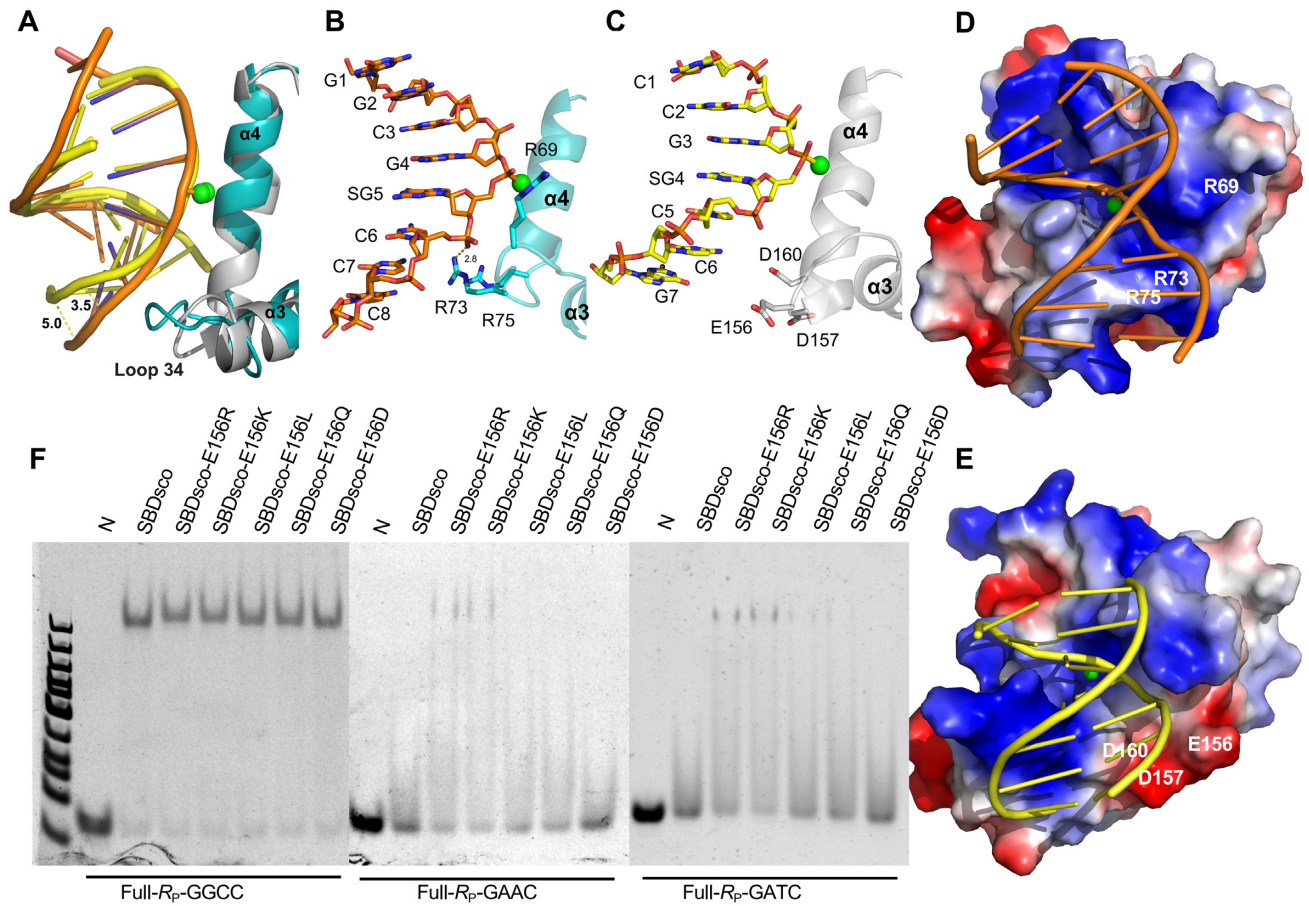 A
α4
α3
3.5
5.0
Loop 34
B
G1
G2
C3
G4
SG5
C6
C7
C8
R69
α4
2.8
R73
R75
α3
C
C1
C2
G3
SG4
C5
C6
G7
α4
D160
E156
D157
α3
D
R69
R73
R75
E
D160
E156
D157
F
N
SBDsco
SBDsco-E156R
SBDsco-E156K
SBDsco-E156L
SBDsco-E156Q
SBDsco-E156D
N
SBDsco
SBDsco-E156R
SBDsco-E156K
SBDsco-E156L
SBDsco-E156Q
SBDsco-E156D
N
SBDsco
SBDsco-E156R
SBDsco-E156K
SBDsco-E156L
SBDsco-E156Q
SBDsco-E156D
Full-RP-GGCC
Full-RP-GAAC
Full-RP-GATC